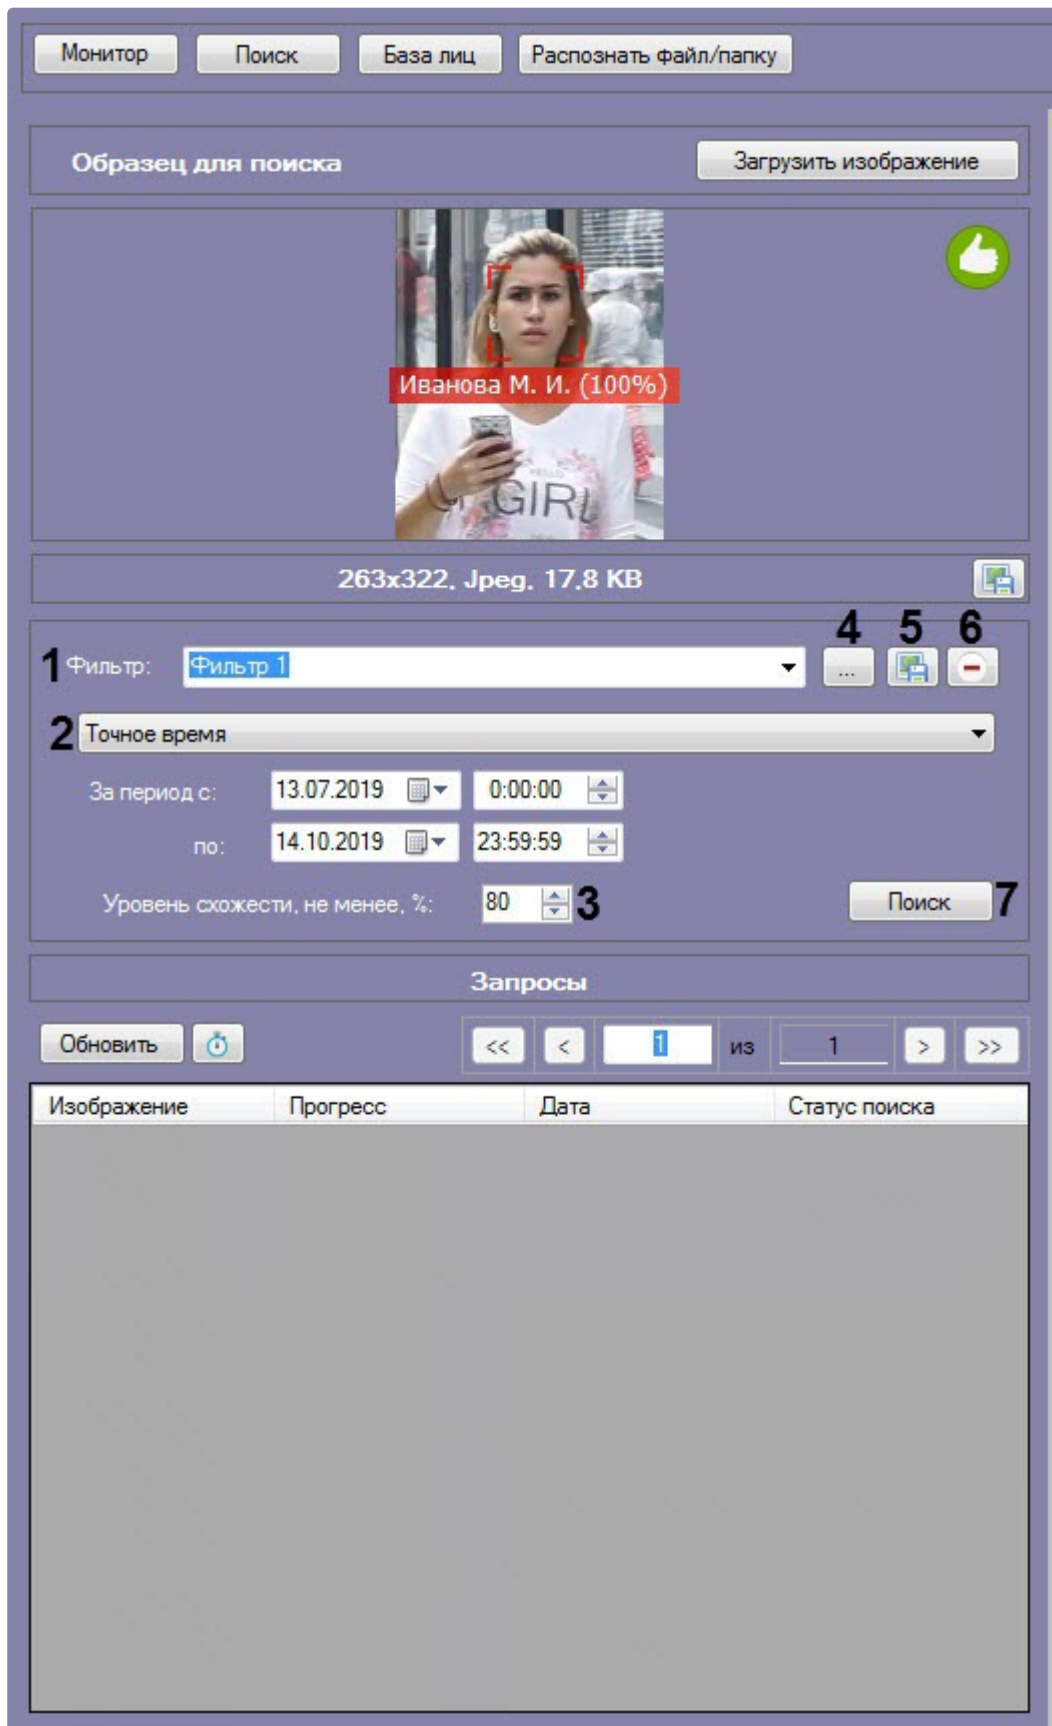 Монитор Поиск База лиц Распознать файл/папку
Образец для поиска Загрузить изображение
Иванова М. И. (100%)
HELLO
GIRL
263x322, Jpeg, 17,8 KB
4 5 6
1 Фильтр: Фильтр 1 ...
2 Точное время
За период с: 13.07.2019 0:00:00
по: 14.10.2019 23:59:59
Уровень схожести, не менее, %: 80 3 Поиск 7
Запросы
Обновить << < 1 из 1 > >>
Изображение Прогресс Дата Статус поиска